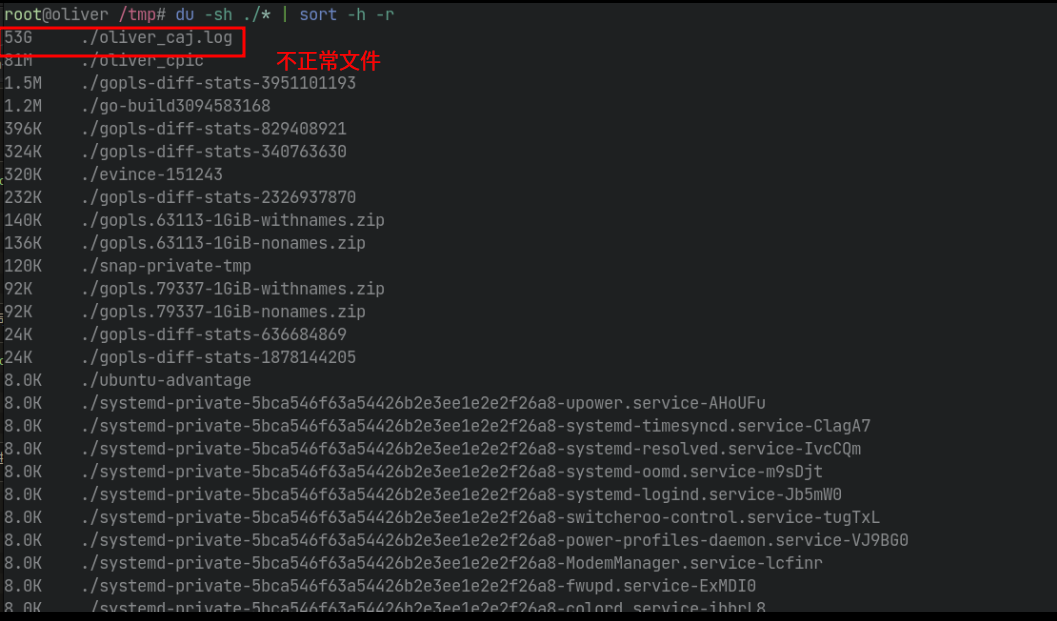 root@oliver /tmp# du -sh ./* | sort -h -r
53G ./oliver_caj.log
81M ./oliver_cpic
不正常文件
1.5M ./gopls-diff-stats-3951101193
1.2M ./go-build3094583168
396K ./gopls-diff-stats-829408921
324K ./gopls-diff-stats-340763630
320K ./evince-151243
232K ./gopls-diff-stats-2326937870
140K ./gopls.63113-1GiB-withnames.zip
136K ./gopls.63113-1GiB-nonames.zip
120K ./snap-private-tmp
92K ./gopls.79337-1GiB-withnames.zip
92K ./gopls.79337-1GiB-nonames.zip
24K ./gopls-diff-stats-636684869
24K ./gopls-diff-stats-1878144205
8.0K ./ubuntu-advantage
8.0K ./systemd-private-5bca546f63a54426b2e3ee1e2e2f26a8-upower.service-AHoUFu
8.0K ./systemd-private-5bca546f63a54426b2e3ee1e2e2f26a8-systemd-timesyncd.service-ClagA7
8.0K ./systemd-private-5bca546f63a54426b2e3ee1e2e2f26a8-systemd-resolved.service-IvcCQm
8.0K ./systemd-private-5bca546f63a54426b2e3ee1e2e2f26a8-systemd-oomd.service-m9sDjt
8.0K ./systemd-private-5bca546f63a54426b2e3ee1e2e2f26a8-systemd-logind.service-Jb5mW0
8.0K ./systemd-private-5bca546f63a54426b2e3ee1e2e2f26a8-switcheroo-control.service-tugTxL
8.0K ./systemd-private-5bca546f63a54426b2e3ee1e2e2f26a8-power-profiles-daemon.service-VJ9BG0
8.0K ./systemd-private-5bca546f63a54426b2e3ee1e2e2f26a8-ModemManager.service-lcfinr
8.0K ./systemd-private-5bca546f63a54426b2e3ee1e2e2f26a8-fwupd.service-ExMDI0
8.0K ./systemd-private-5bca546f63a54426b2e3ee1e2e2f26a8-colord.service-ibhrL8